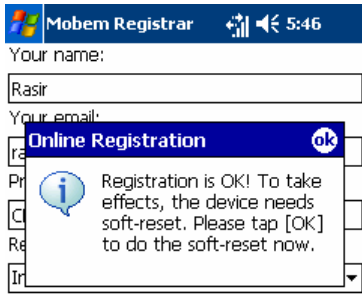 Mobem Registrar 5:46
Your name:
Rasir
Your email:
Online Registration ok
Registration is OK! To take
effects, the device needs
soft-reset. Please tap [OK]
to do the soft-reset now.